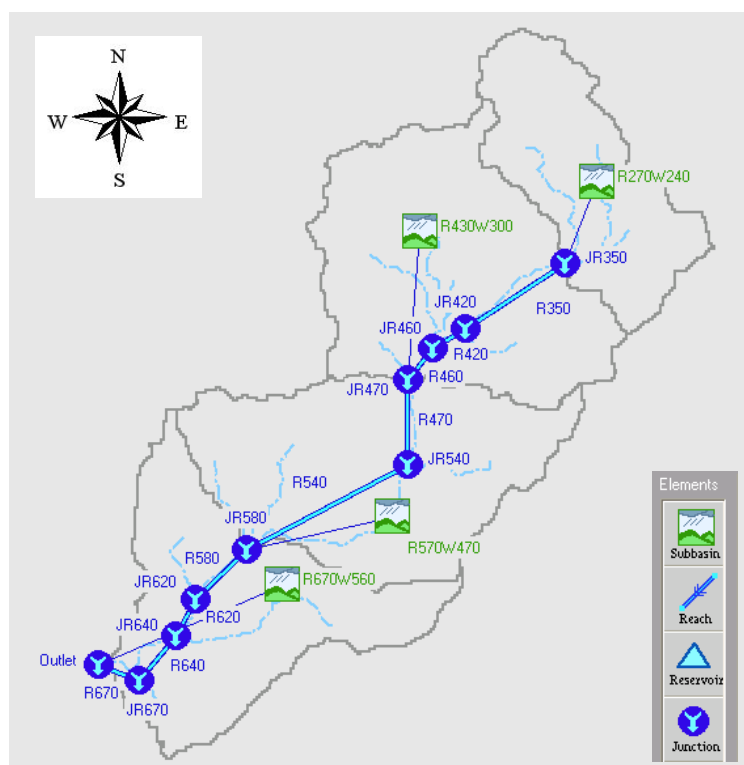 N
W E
S
R270W240
R430W300
JR350
JR420
R350
JR460
R420
R460
JR470
R470
JR540
R540
JR580
R570W470
R580
R670W560
JR620
R620
JR640
Outlet
R640
R670
JR670
Elements
Subbasin
Reach
Reservoir
Junction